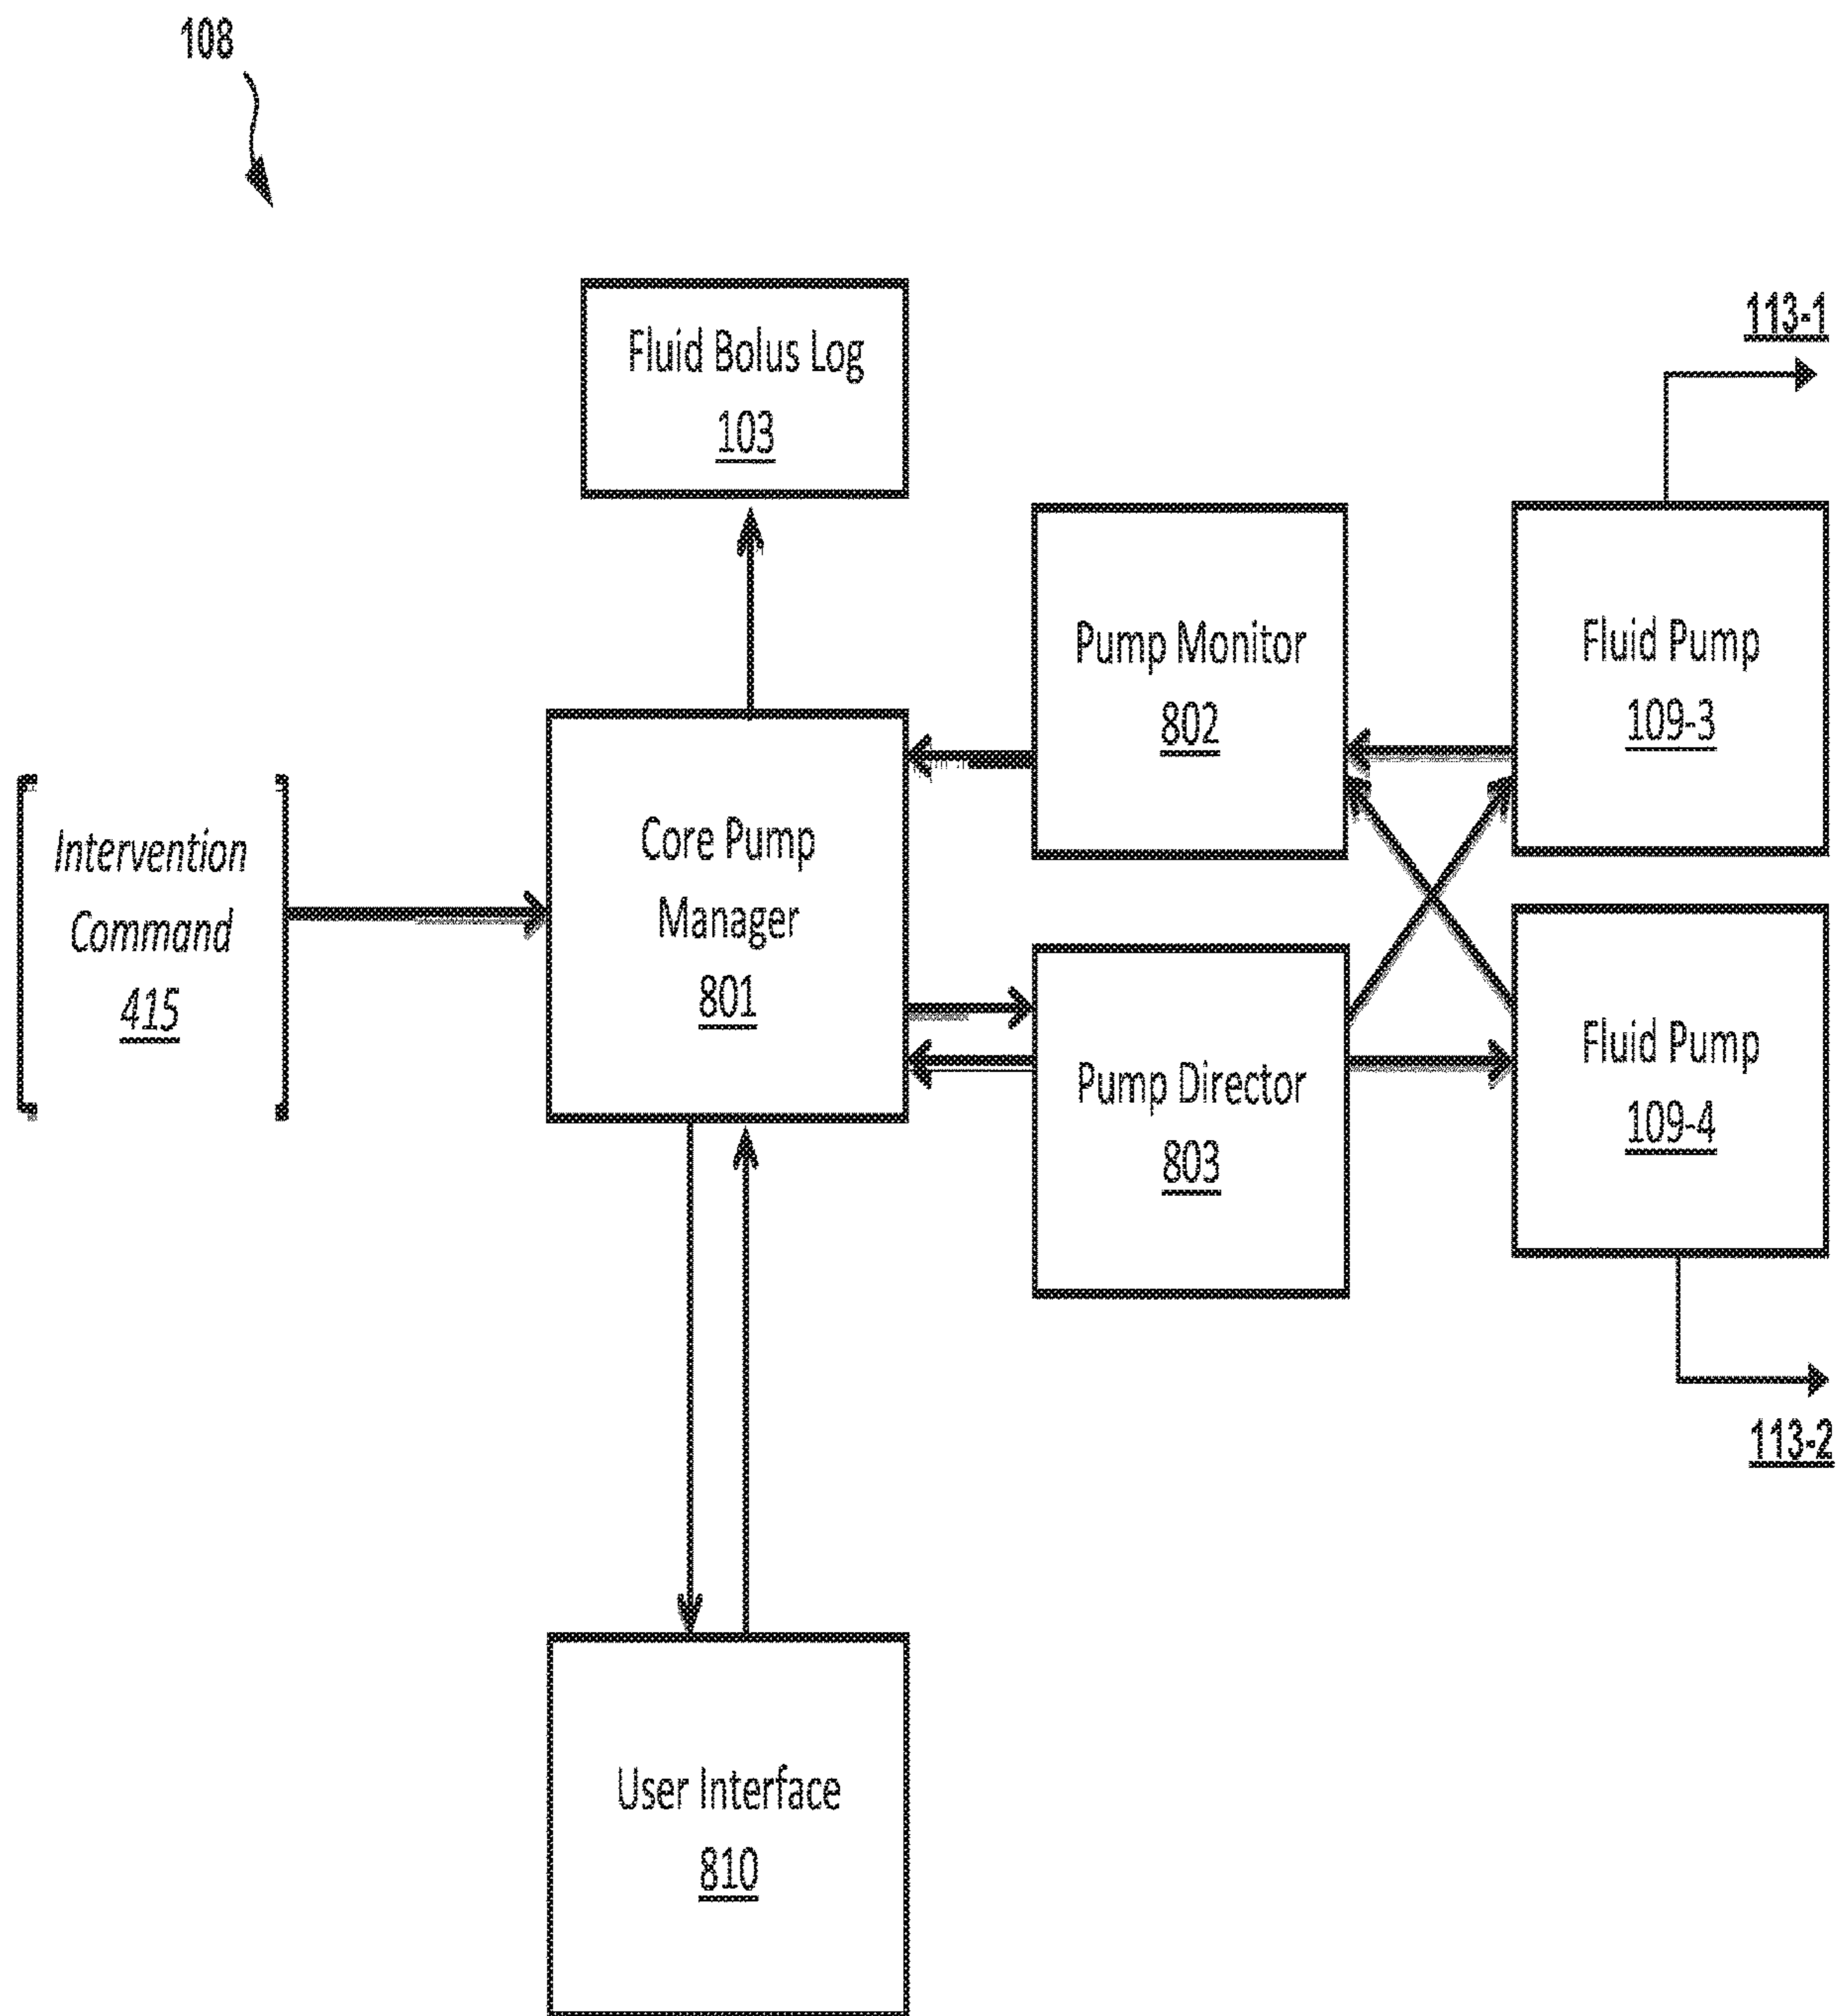 108
Fluid Bolus Log
103
113-1
Pump Monitor
802
Fluid Pump
109-3
Intervention
Command
415
Core Pump
Manager
801
Pump Director
803
Fluid Pump
109-4
113-2
User Interface
810